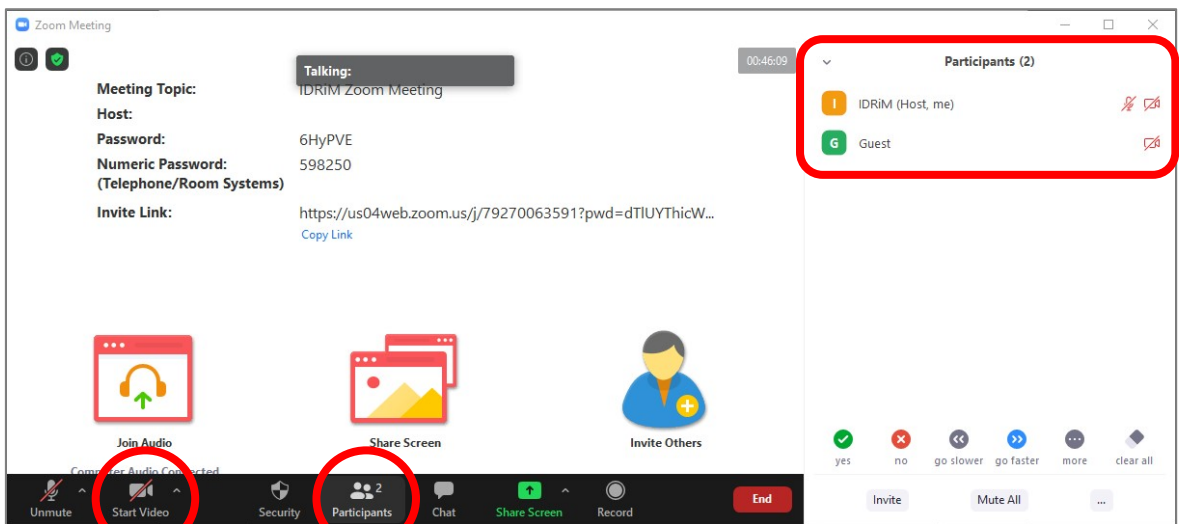 Zoom Meeting
00:46:09
Talking:
Meeting Topic: IDRiM Zoom Meeting
Host:
Password: 6HyPVE
Numeric Password: 598250
(Telephone/Room Systems)
Invite Link: https://us04web.zoom.us/j/79270063591?pwd=dTlUYThicW...
Copy Link
Join Audio Share Screen Invite Others
Computer Audio Connected
Unmute Start Video Security Participants 2 Chat Share Screen Record End
Participants (2)
I IDRiM (Host, me)
G Guest
yes no go slower go faster more clear all
Invite Mute All ...